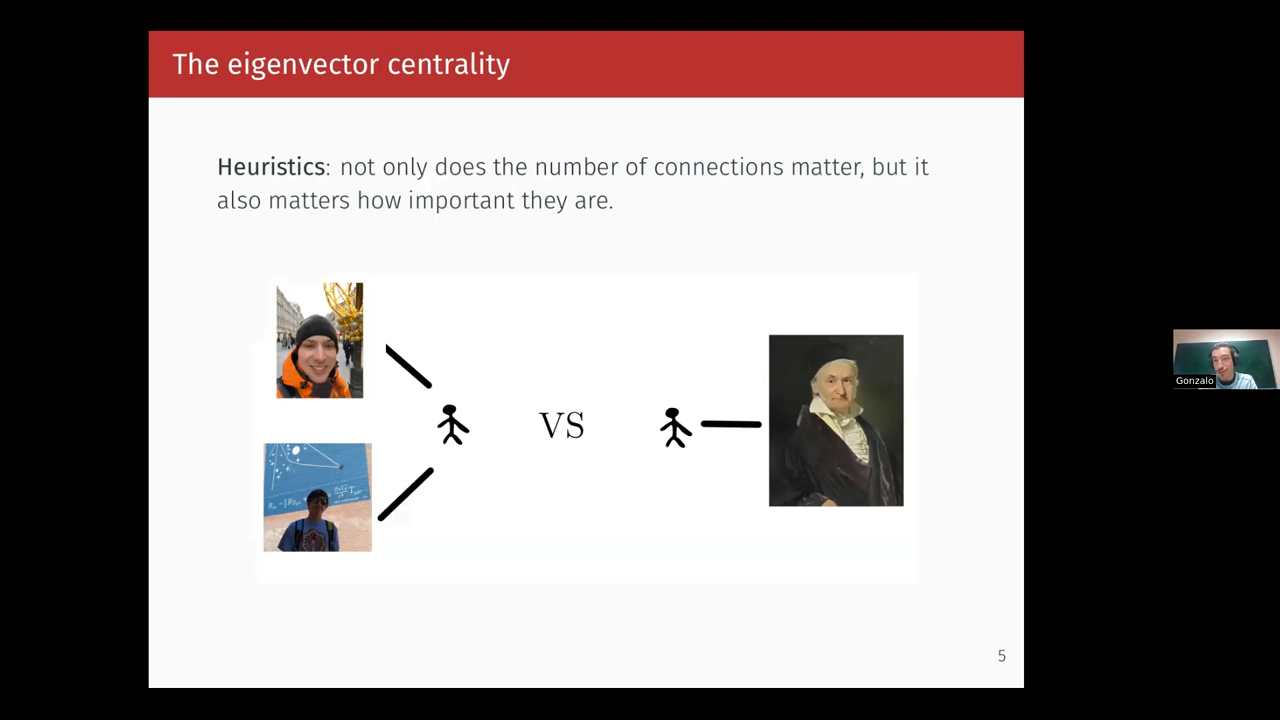 The eigenvector centrality
Heuristics: not only does the number of connections matter, but it
also matters how important they are.
VS
Gonzalo
5